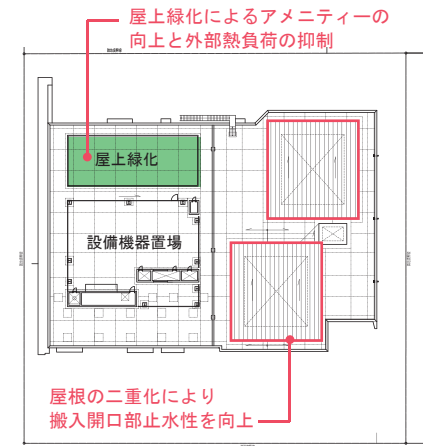 屋上緑化によるアメニティーの
向上と外部熱負荷の抑制
屋上緑化
設備機器置場
屋根の二重化により
搬入開口部止水性を向上